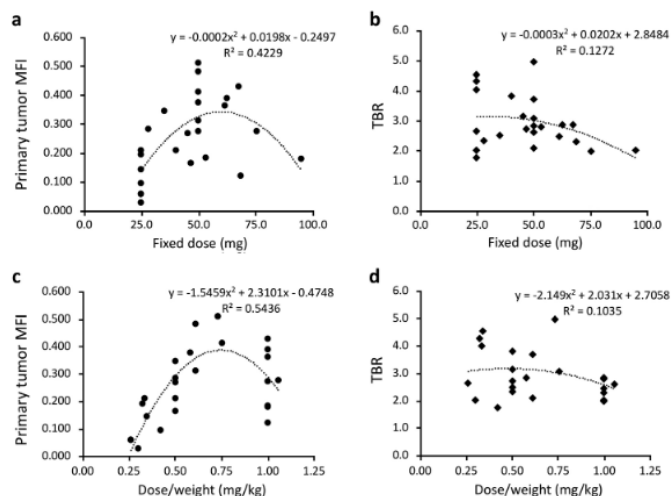 a
y = -0.0002x² + 0.0198x - 0.2497
R² = 0.4229
Primary tumor MFI
0.600
0.500
0.400
0.300
0.200
0.100
0.000
0.0 25.0 50.0 75.0 100.0
Fixed dose (mg)
b
y = -0.0003x² + 0.0202x + 2.8484
R² = 0.1272
TBR
6.0
5.0
4.0
3.0
2.0
1.0
0.0 25.0 50.0 75.0 100.0
Fixed dose (mg)
c
y = -1.5459x² + 2.3101x - 0.4748
R² = 0.5436
Primary tumor MFI
0.600
0.500
0.400
0.300
0.200
0.100
0.000
0.00 0.25 0.50 0.75 1.00 1.25
Dose/weight (mg/kg)
d
y = -2.149x² + 2.031x + 2.7058
R² = 0.1035
TBR
6.0
5.0
4.0
3.0
2.0
1.0
0.00 0.25 0.50 0.75 1.00 1.25
Dose/weight (mg/kg)